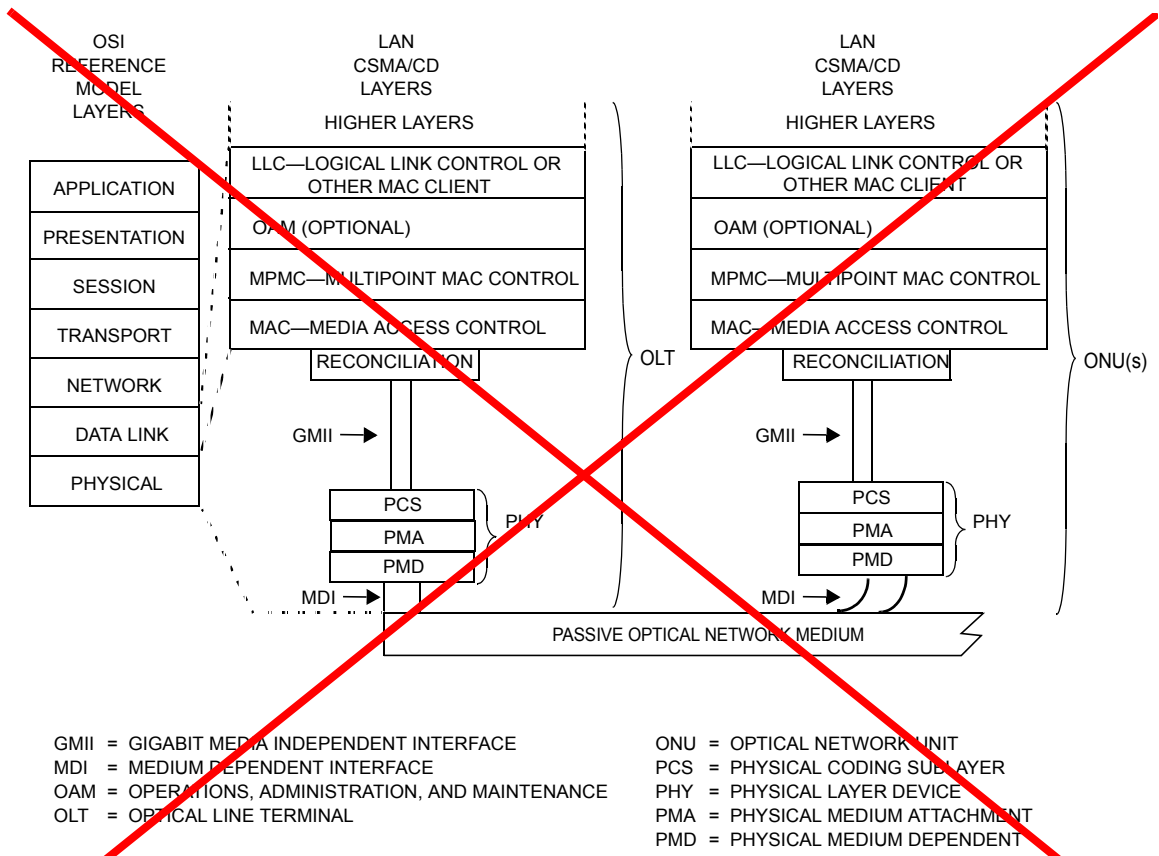 OSI
REFERENCE
MODEL
LAYERS
LAN
CSMA/CD
LAYERS
LAN
CSMA/CD
LAYERS
APPLICATION
PRESENTATION
SESSION
TRANSPORT
NETWORK
DATA LINK
PHYSICAL
HIGHER LAYERS
LLC—LOGICAL LINK CONTROL OR
OTHER MAC CLIENT
OAM (OPTIONAL)
MPMC—MULTIPOINT MAC CONTROL
MAC—MEDIA ACCESS CONTROL
RECONCILIATION
GMII
PCS
PMA
PMD
PHY
MDI
OLT
HIGHER LAYERS
LLC—LOGICAL LINK CONTROL OR
OTHER MAC CLIENT
OAM (OPTIONAL)
MPMC—MULTIPOINT MAC CONTROL
MAC—MEDIA ACCESS CONTROL
RECONCILIATION
GMII
PCS
PMA
PMD
PHY
MDI
ONU(s)
PASSIVE OPTICAL NETWORK MEDIUM
GMII = GIGABIT MEDIA INDEPENDENT INTERFACE
MDI = MEDIUM DEPENDENT INTERFACE
OAM = OPERATIONS, ADMINISTRATION, AND MAINTENANCE
OLT = OPTICAL LINE TERMINAL
ONU = OPTICAL NETWORK UNIT
PCS = PHYSICAL CODING SUBLAYER
PHY = PHYSICAL LAYER DEVICE
PMA = PHYSICAL MEDIUM ATTACHMENT
PMD = PHYSICAL MEDIUM DEPENDENT